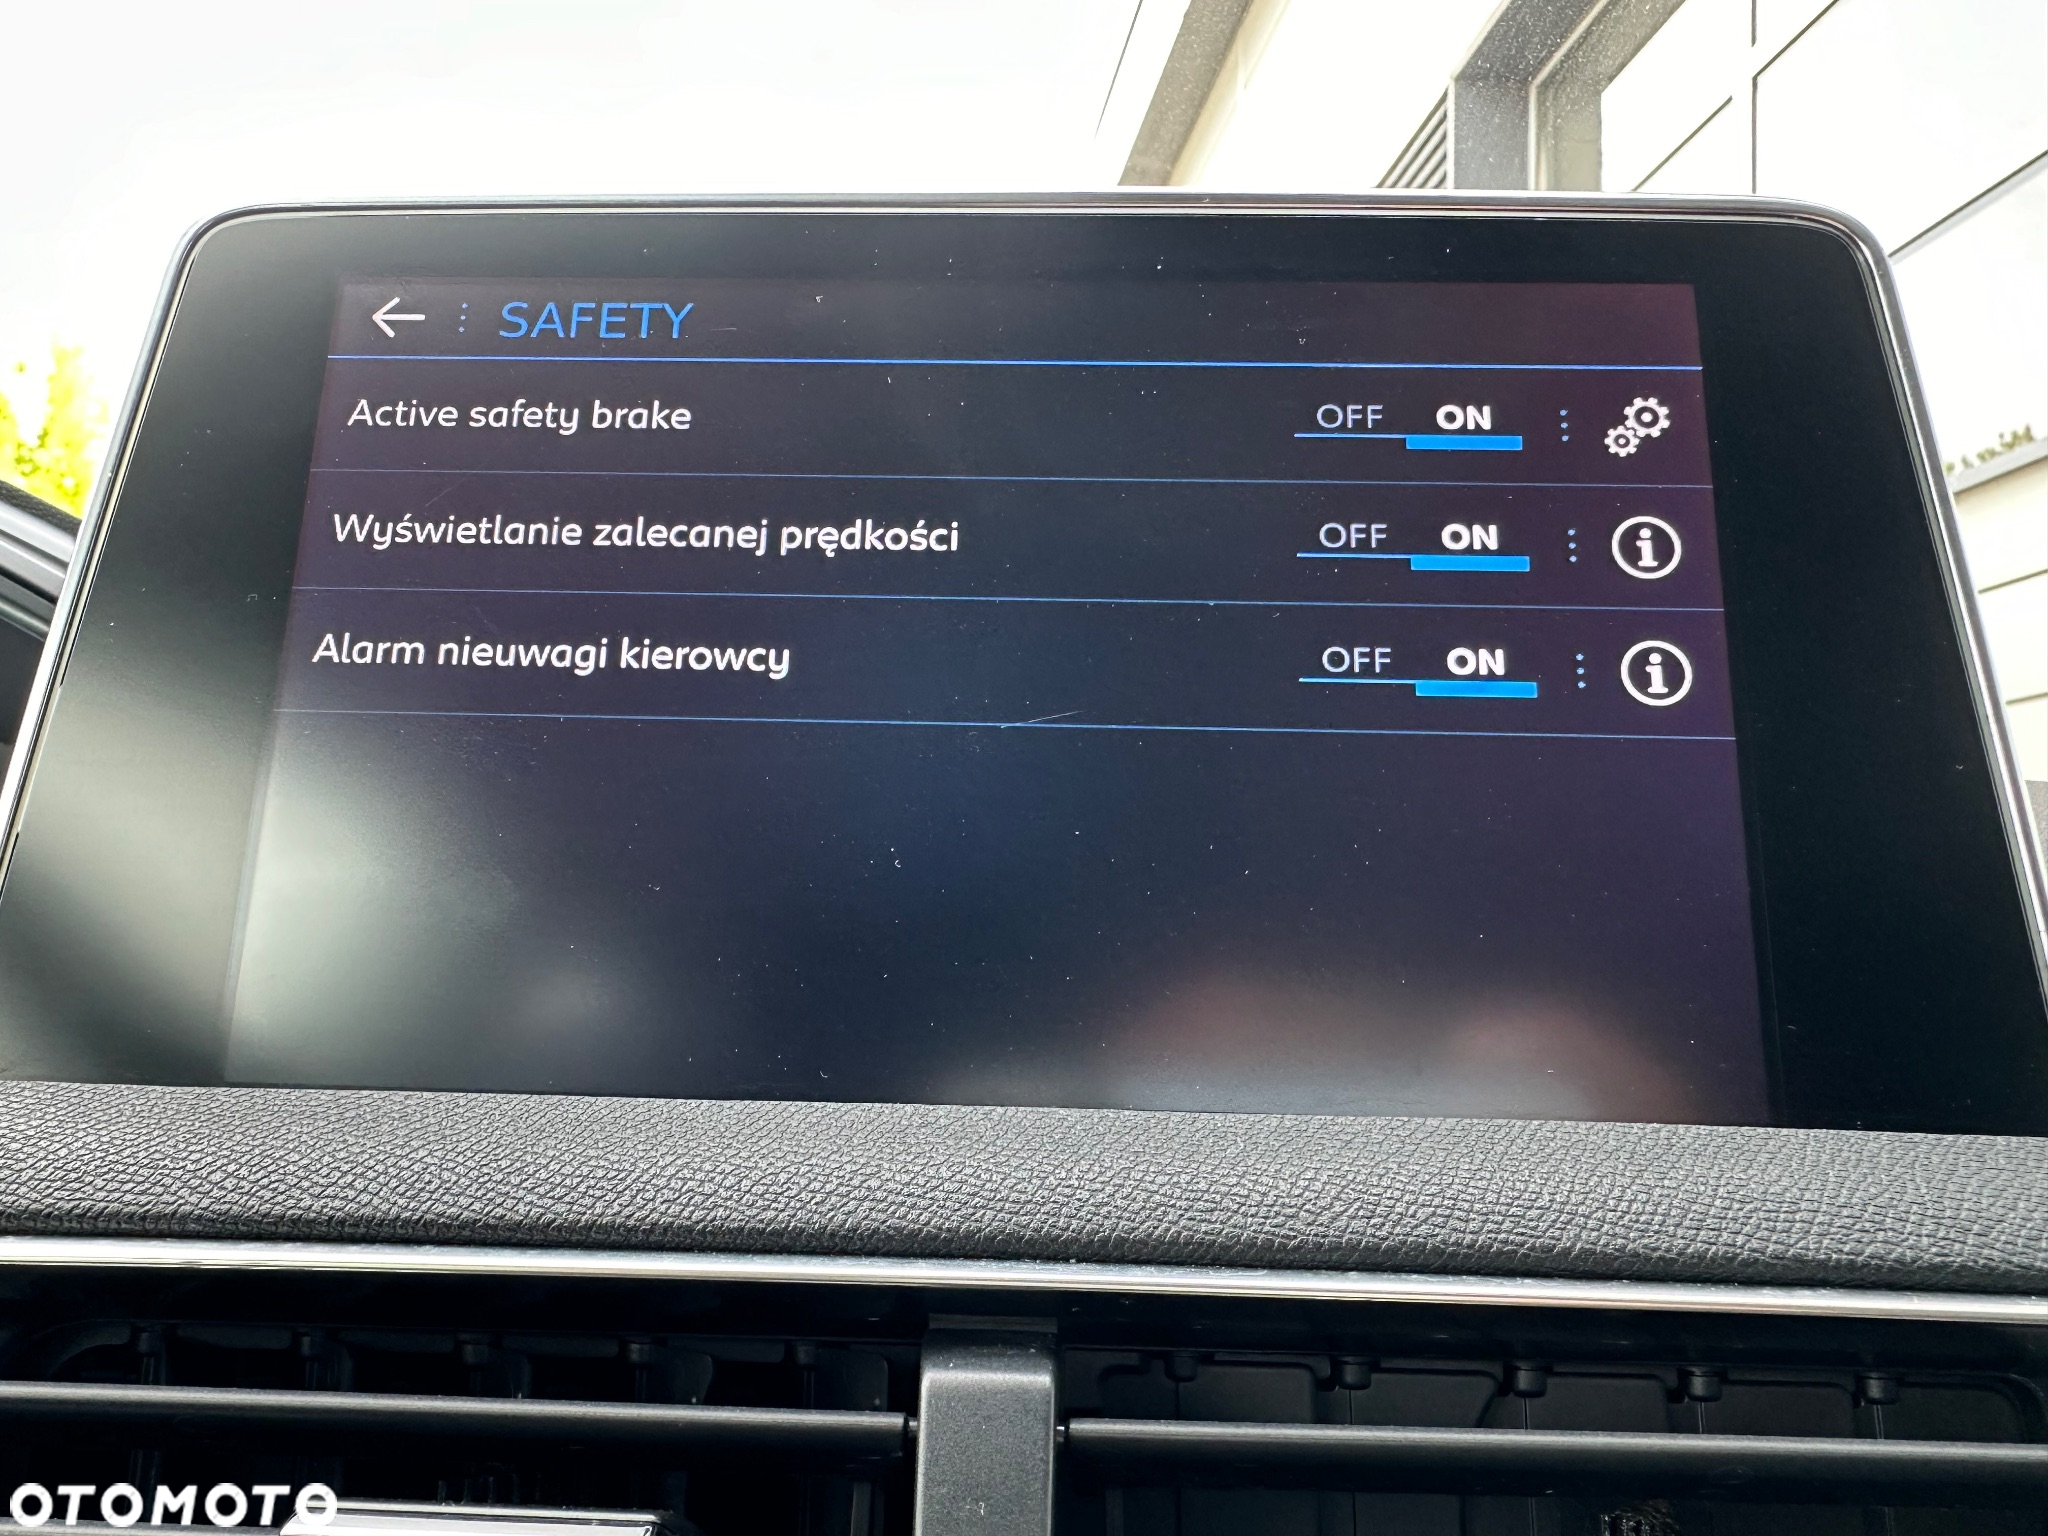 SAFETY
Active safety brake OFF ON
Wyświetlanie zalecanej prędkości OFF ON
Alarm nieuwagi kierowcy OFF ON
OTOMOTO